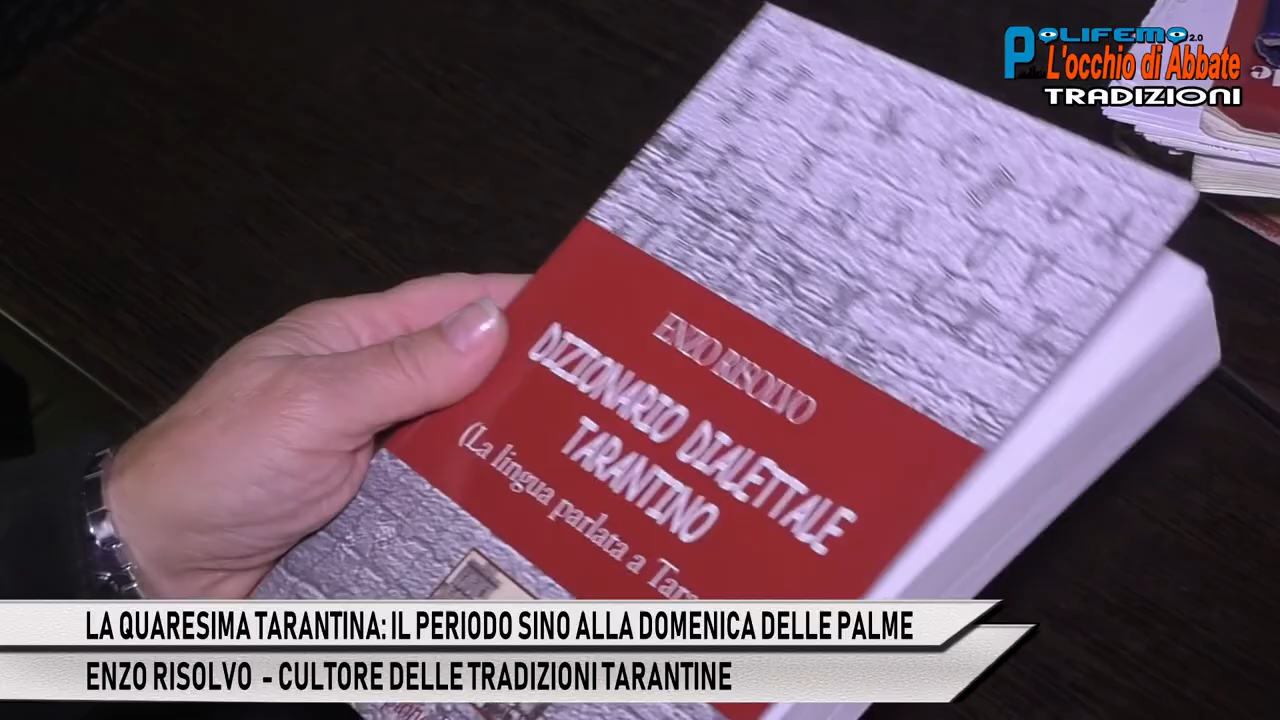 POLIFEMO 2.0
L'occhio di Abbate
TRADIZIONI
ENZO RISOLVO
DIZIONARIO DIALETTALE
TARANTINO
(La lingua parlata a
LA QUARESIMA TARANTINA: IL PERIODO SINO ALLA DOMENICA DELLE PALME
ENZO RISOLVO - CULTORE DELLE TRADIZIONI TARANTINE